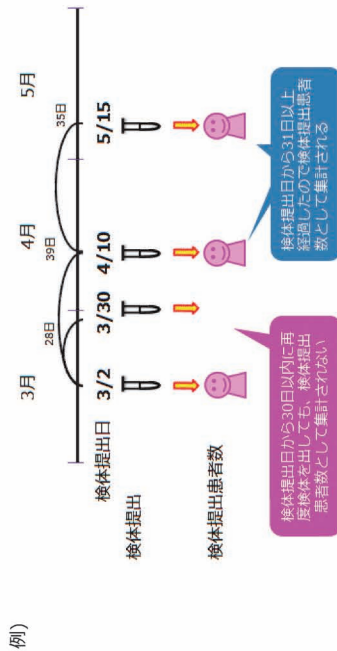 例)
3月 4月 5月
28日 39日 35日
検体提出日 3/2 3/30 4/10 5/15
検体提出
検体提出患者数
検体提出日から30日以内に再
度検体を出しても、検体提出
患者数として集計されない
検体提出日から31日以上
経過したので検体提出患者
数として集計される